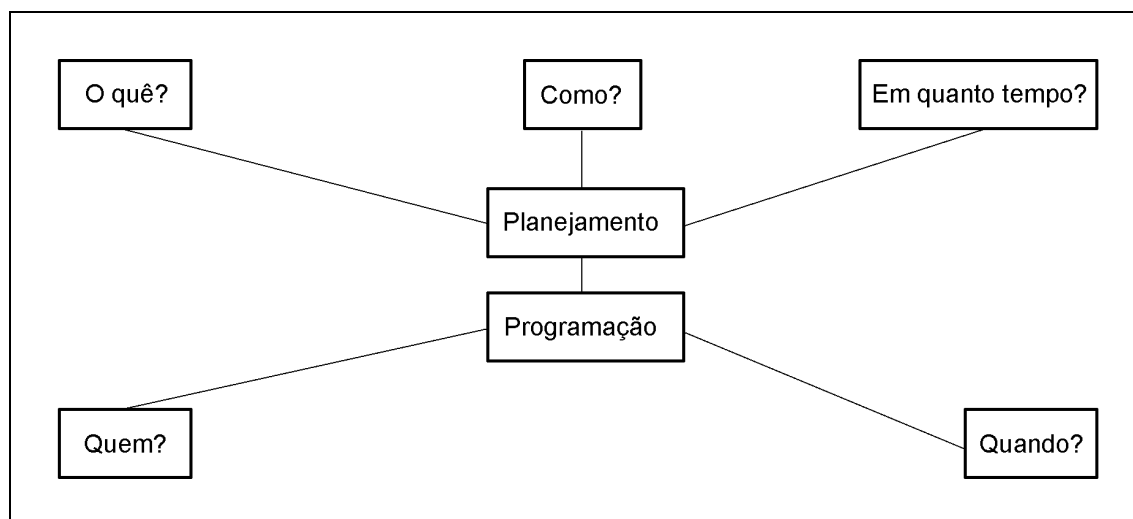 O quê?
Como?
Em quanto tempo?
Planejamento
Programação
Quem?
Quando?